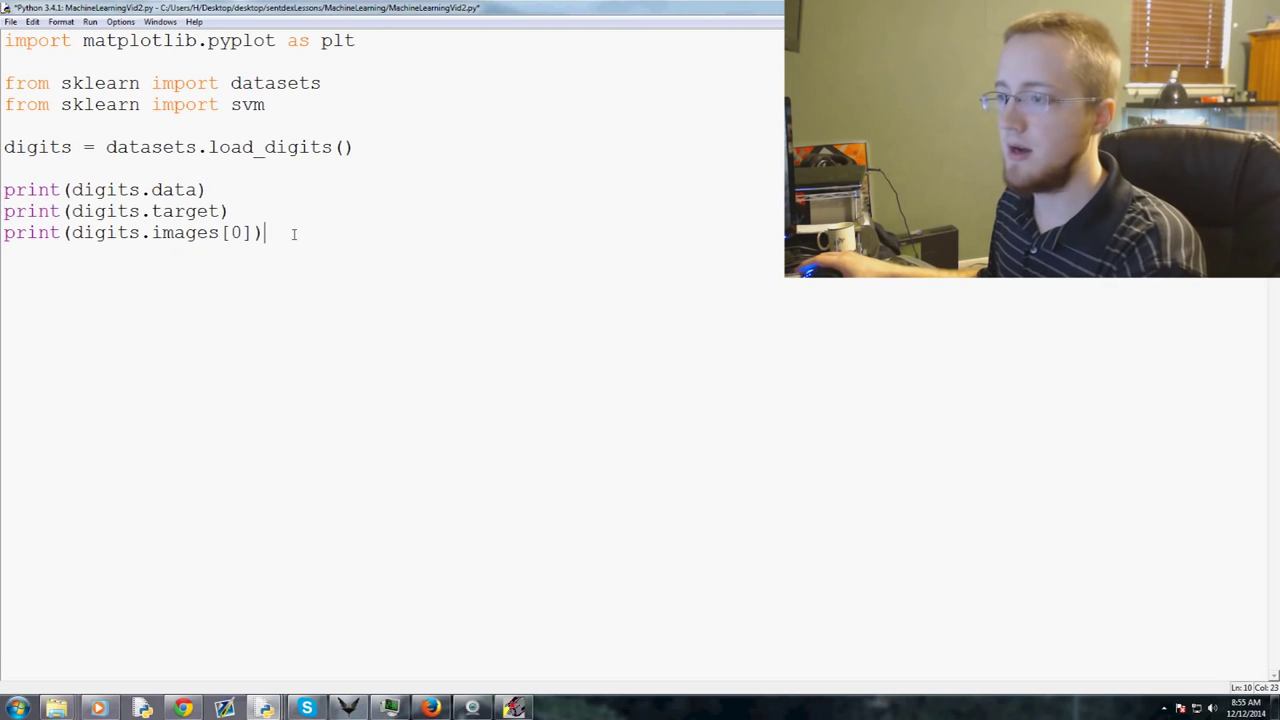 *Python 3.4.1: MachineLearningVid2.py - C:/Users/H/Desktop/desktop/sentdexLessons/MachineLearning/MachineLearningVid2.py*
File Edit Format Run Options Windows Help
import matplotlib.pyplot as plt
from sklearn import datasets
from sklearn import svm
digits = datasets.load_digits()
print(digits.data)
print(digits.target)
print(digits.images[0])
Ln: 10 Col: 23
8:55 AM
12/12/2014